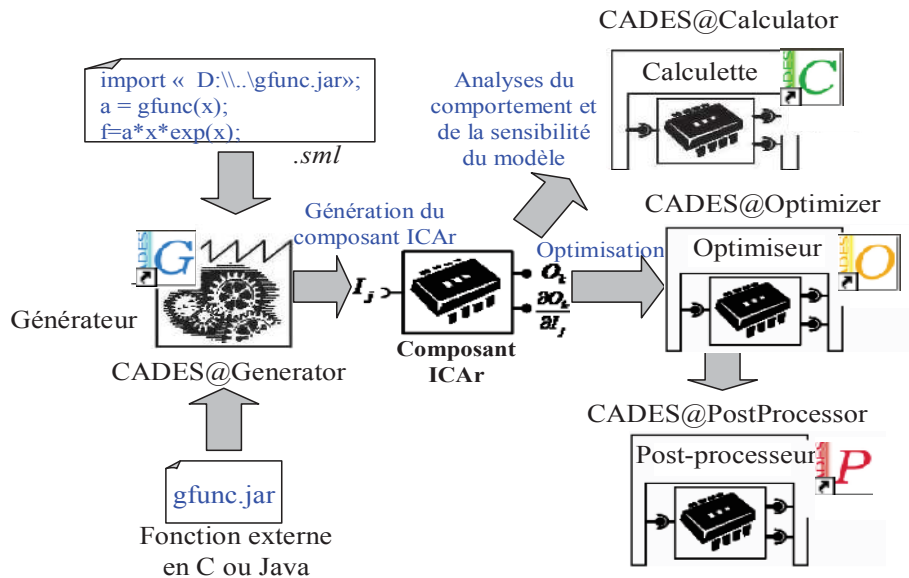 CADES@Calculator
import « D:\\..\gfunc.jar»;
a = gfunc(x);
f=a*x*exp(x);
.sml
Analyses du
comportement et
de la sensibilité
du modèle
Calculette
C
Génération du
composant ICAr
CADES@Optimizer
Optimisation
Optimiseur
O
G
Générateur
CADES@Generator
I_j
O_k
∂O_k
∂I_j
Composant
ICAr
CADES@PostProcessor
Post-processeur
P
gfunc.jar
Fonction externe
en C ou Java